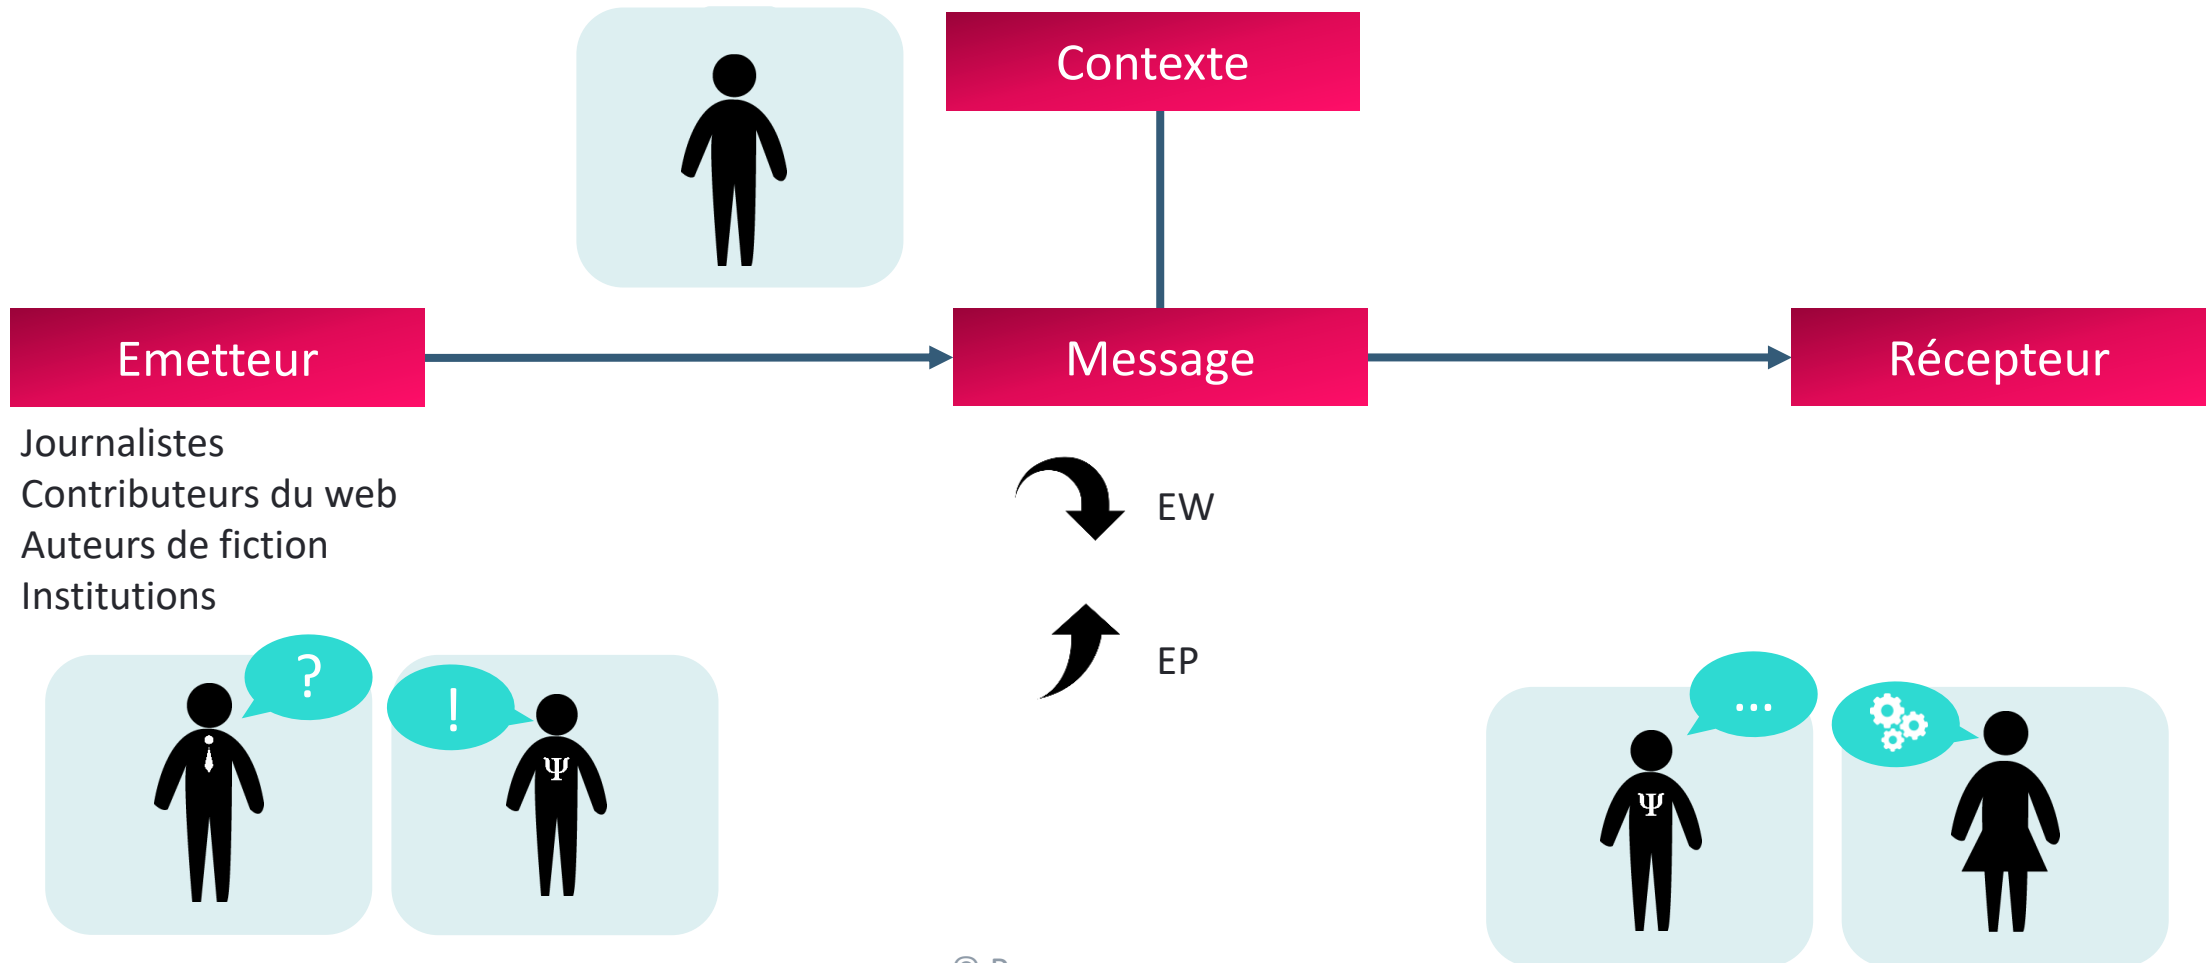 Contexte
Emetteur
Message
Récepteur
Journalistes
Contributeurs du web
Auteurs de fiction
Institutions
EW
EP
?
!
Ψ
...
Ψ